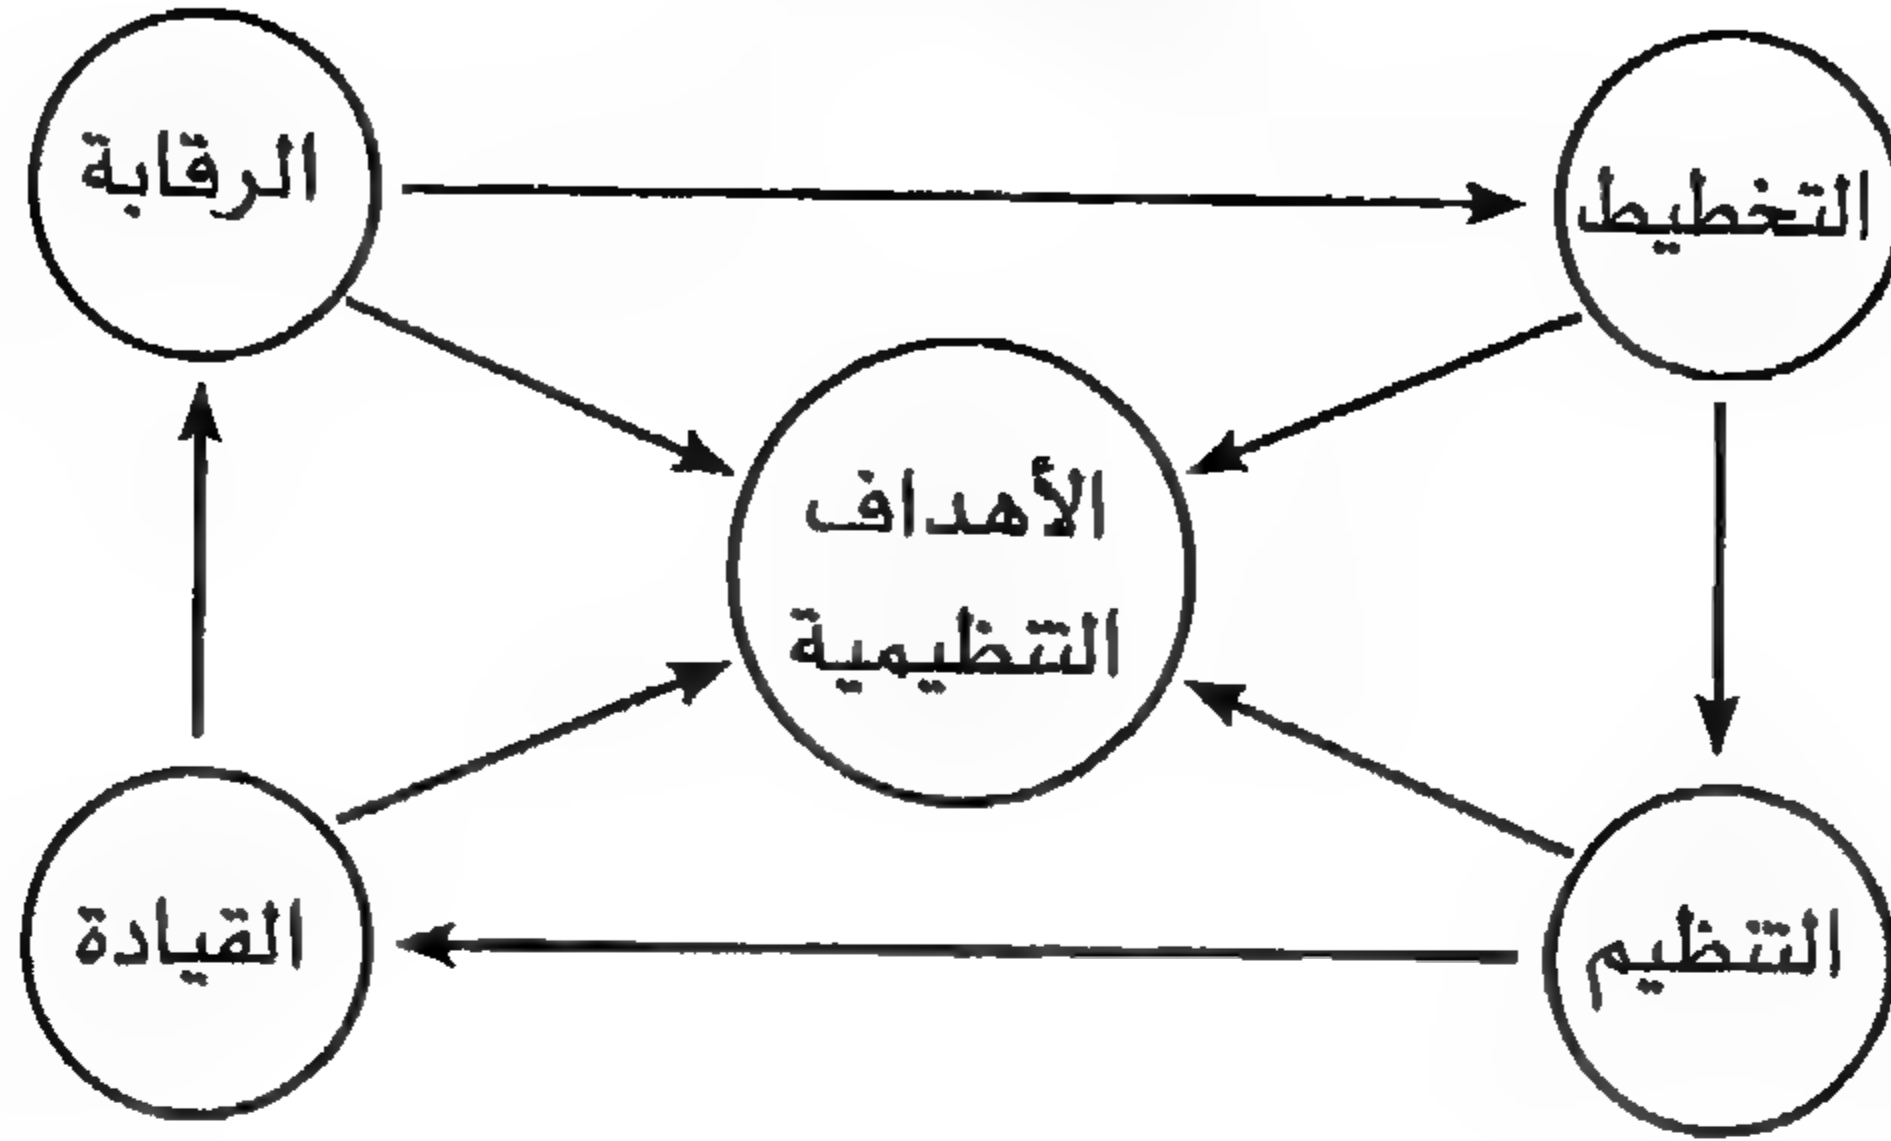 التخطيط
الرقابة
الأهداف
التنظيمية
التنظيم
القيادة